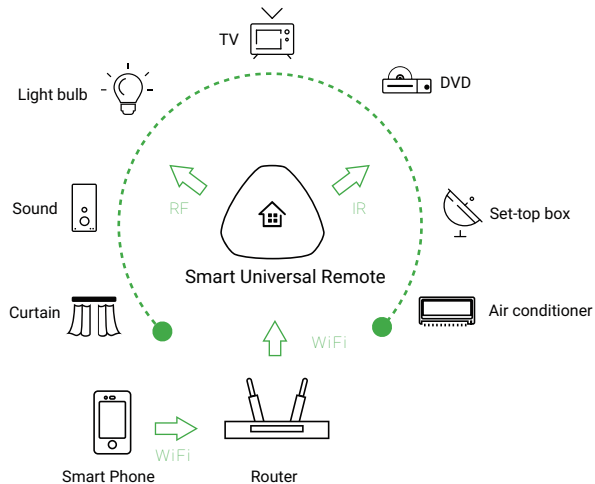 TV
DVD
Light bulb
RF
IR
Sound
Set-top box
Smart Universal Remote
Curtain
Air conditioner
WiFi
WiFi
Smart Phone
Router